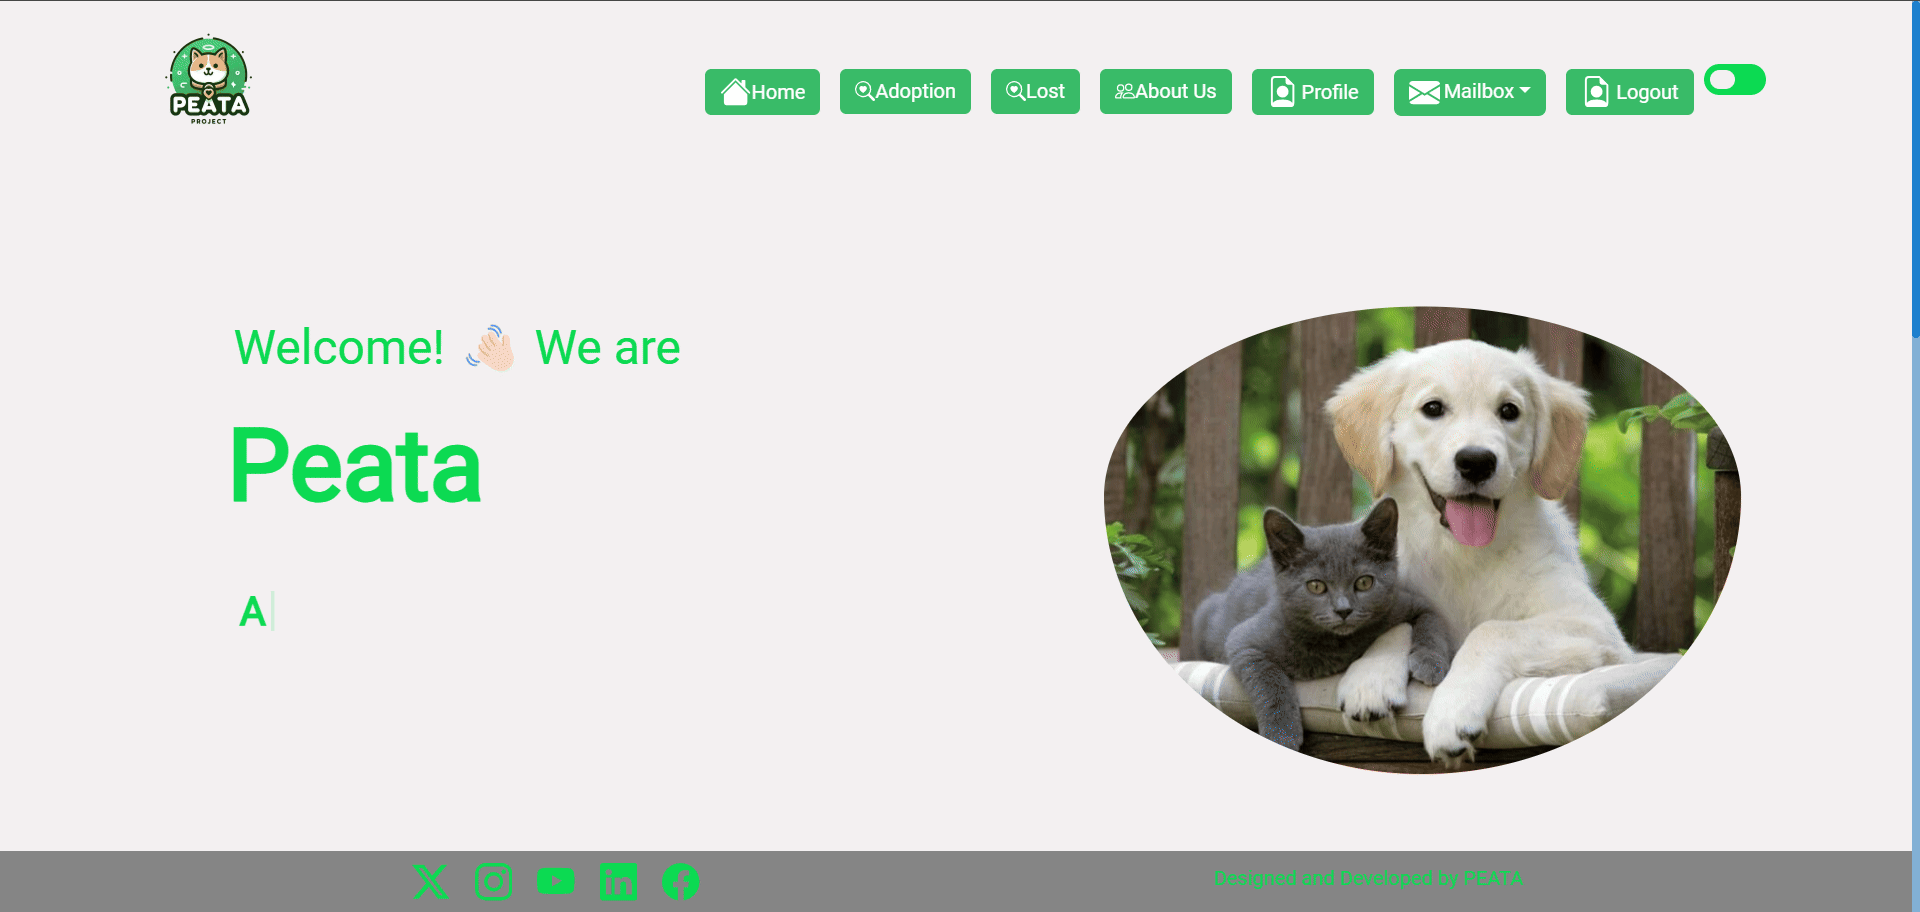 PEATA
PROJECT
Home
Adoption
Lost
About Us
Profile
Mailbox
Logout
Welcome! 👋🏻 We are
Peata
A
Designed and Developed by PEATA